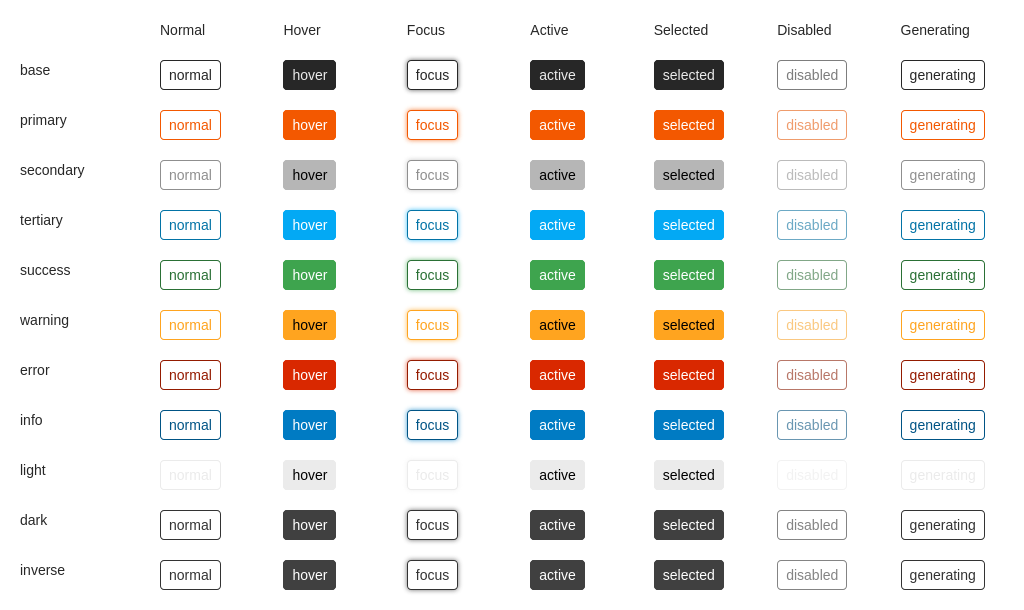 Normal Hover Focus Active Selected Disabled Generating
base normal hover focus active selected disabled generating
primary normal hover focus active selected disabled generating
secondary normal hover focus active selected disabled generating
tertiary normal hover focus active selected disabled generating
success normal hover focus active selected disabled generating
warning normal hover focus active selected disabled generating
error normal hover focus active selected disabled generating
info normal hover focus active selected disabled generating
light normal hover focus active selected disabled generating
dark normal hover focus active selected disabled generating
inverse normal hover focus active selected disabled generating